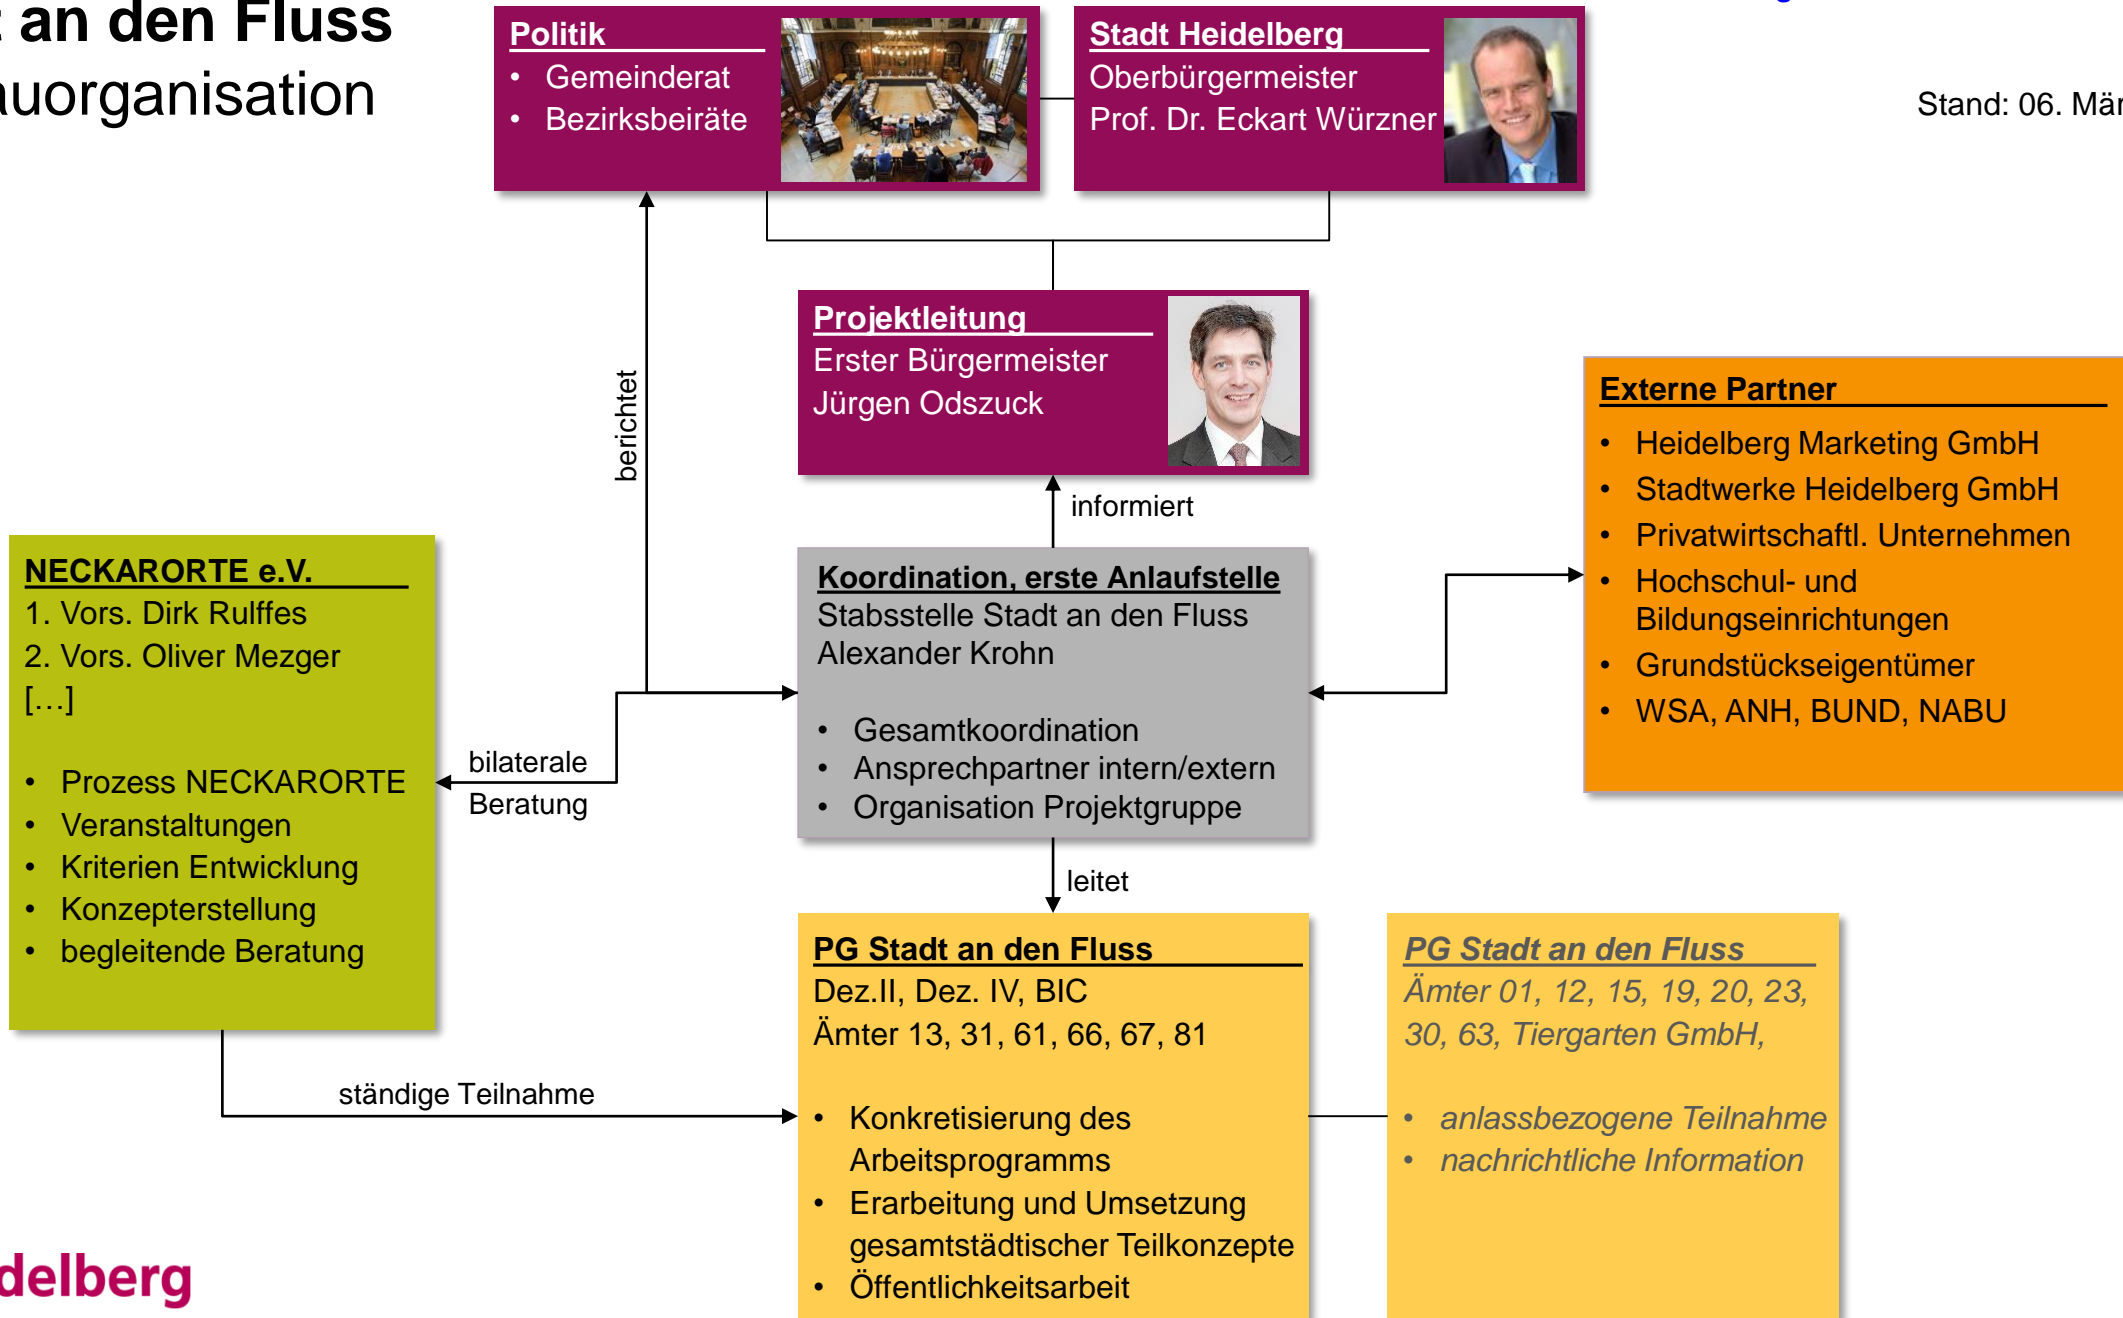 t an den Fluss
auorganisation
Politik
• Gemeinderat
• Bezirksbeiräte
Stadt Heidelberg
Oberbürgermeister
Prof. Dr. Eckart Würzner
Stand: 06. Mär
Projektleitung
Erster Bürgermeister
Jürgen Odszuck
berichtet
informiert
Externe Partner
• Heidelberg Marketing GmbH
• Stadtwerke Heidelberg GmbH
• Privatwirtschaftl. Unternehmen
• Hochschul- und
Bildungseinrichtungen
• Grundstückseigentümer
• WSA, ANH, BUND, NABU
NECKARORTE e.V.
1. Vors. Dirk Rulffes
2. Vors. Oliver Mezger
[…]
• Prozess NECKARORTE
• Veranstaltungen
• Kriterien Entwicklung
• Konzepterstellung
• begleitende Beratung
Koordination, erste Anlaufstelle
Stabsstelle Stadt an den Fluss
Alexander Krohn
• Gesamtkoordination
• Ansprechpartner intern/extern
• Organisation Projektgruppe
bilaterale
Beratung
leitet
ständige Teilnahme
PG Stadt an den Fluss
Dez.II, Dez. IV, BIC
Ämter 13, 31, 61, 66, 67, 81
• Konkretisierung des
Arbeitsprogramms
• Erarbeitung und Umsetzung
gesamtstädtischer Teilkonzepte
• Öffentlichkeitsarbeit
PG Stadt an den Fluss
Ämter 01, 12, 15, 19, 20, 23,
30, 63, Tiergarten GmbH,
• anlassbezogene Teilnahme
• nachrichtliche Information
delberg